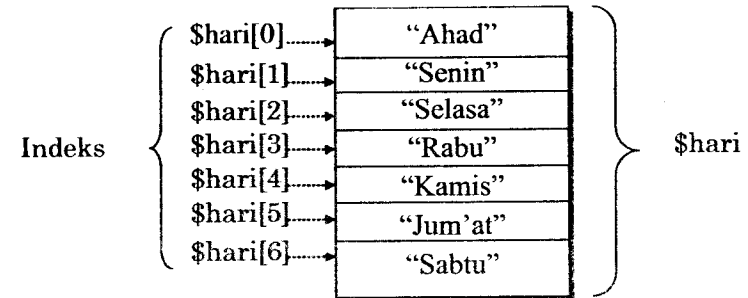 $hari[0] “Ahad”
$hari[1] “Senin”
$hari[2] “Selasa”
Indeks $hari[3] “Rabu” $hari
$hari[4] “Kamis”
$hari[5] “Jum’at”
$hari[6] “Sabtu”